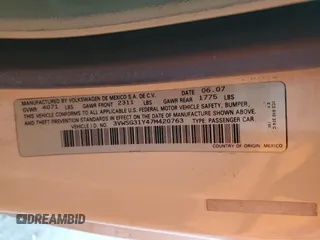 MANUFACTURED BY VOLKSWAGEN DE MEXICO S.A. DE C.V. DATE 06.07
GVWR 4071 LBS GAWR FRONT 2311 LBS GAWR REAR 1775 LBS
THIS VEHICLE CONFORMS TO ALL APPLICABLE U.S. FEDERAL MOTOR VEHICLE SAFETY, BUMPER,
AND THEFT PREVENTION STANDARDS IN EFFECT ON THE DATE OF MANUFACTURE SHOWN ABOVE.
VEHICLE IDENT. NO.: 3VWSG31Y47M420763 TYPE PASSENGER CAR
COUNTRY OF ORIGIN: MEXICO
DREAMBID